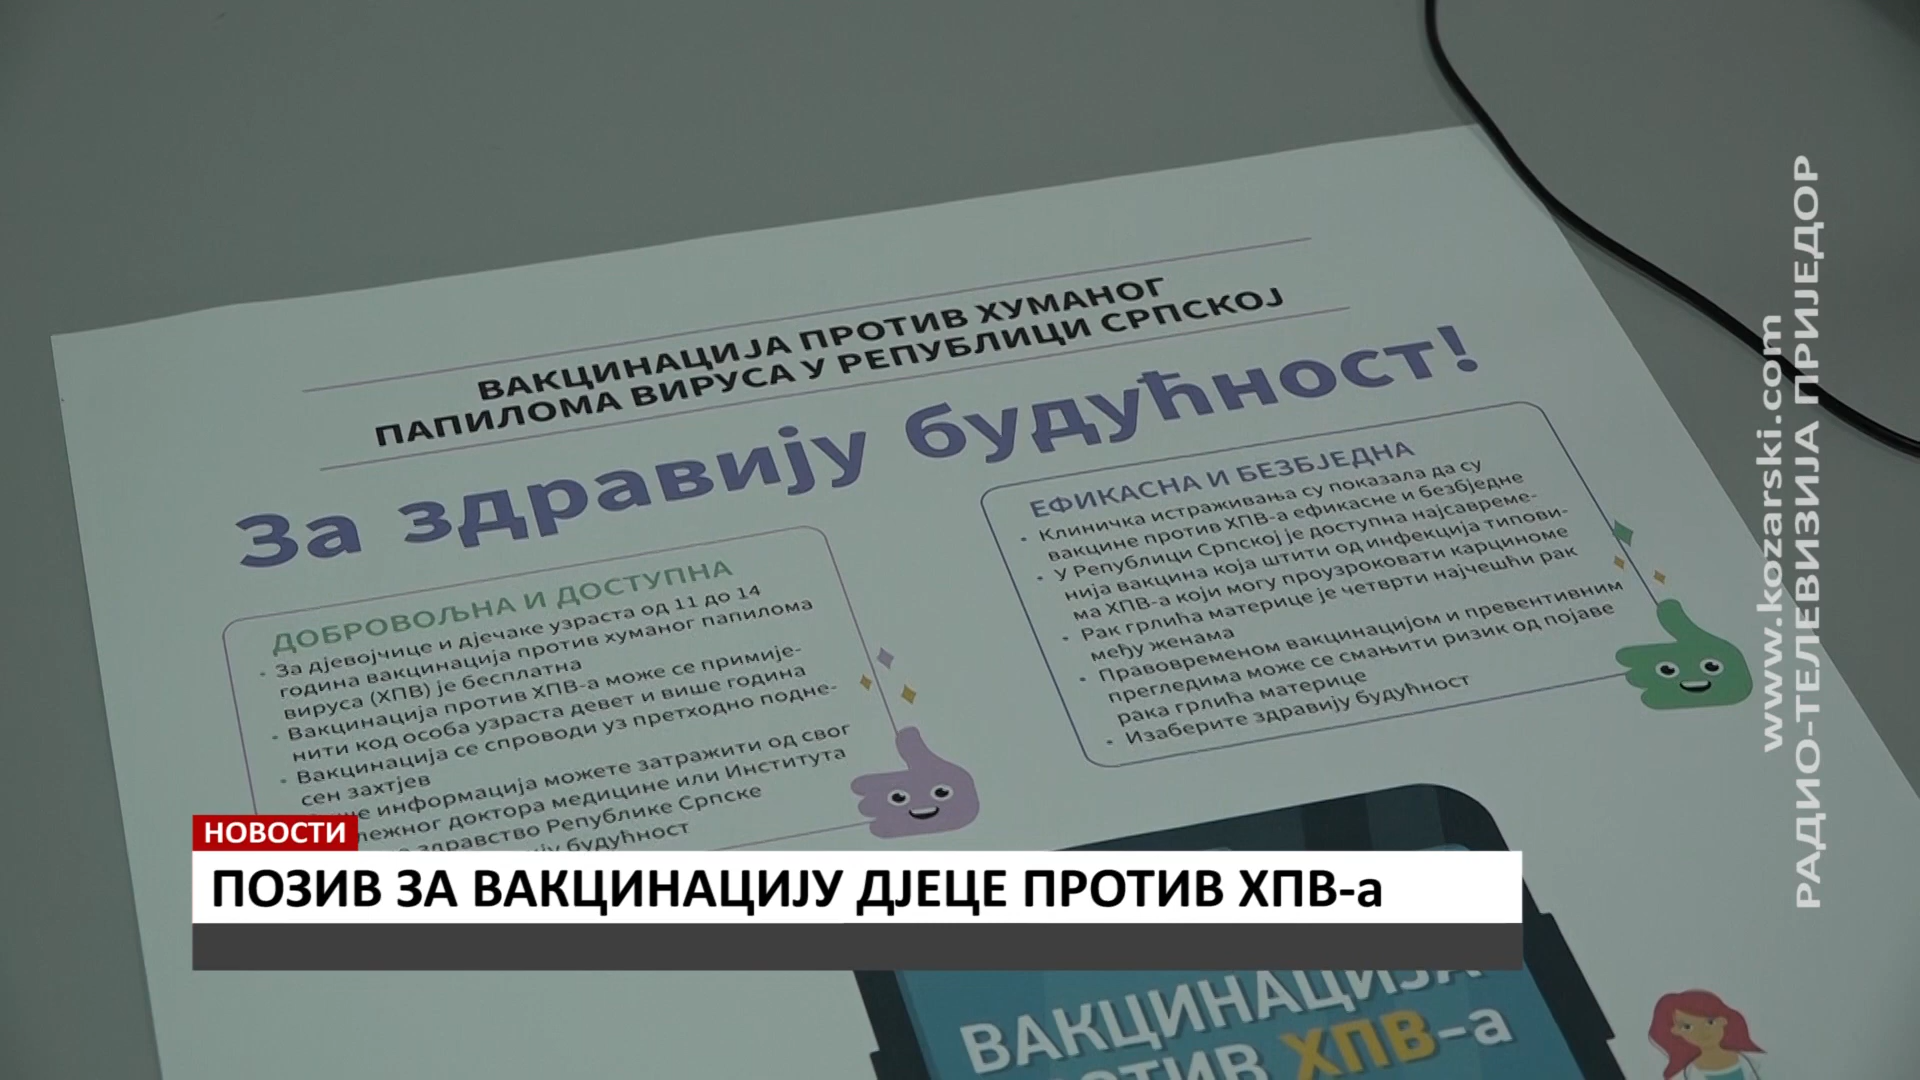 ВАКЦИНАЦИЈА ПРОТИВ ХУМАНОГ
ПАПИЛОМА ВИРУСА У РЕПУБЛИЦИ СРПСКОЈ
За здравију будућност!
ДОБРОВОЉНА И ДОСТУПНА
• За дјевојчице и дјечаке узраста од 11 до 14
година вакцинација против хуманог папилома
вируса (ХПВ) је бесплатна
• Вакцинација против ХПВ-а може се примије-
нити код особа узраста девет и више година
• Вакцинација се спроводи уз претходно подне-
сен захтјев
информација можете затражити од свог
доктора медицине или Института
здравство Републике Српске
будућност
ЕФИКАСНА И БЕЗБЈЕДНА
• Клиничка истраживања су показала да су
вакцине против ХПВ-а ефикасне и безбједне
• У Републици Српској је доступна најсавреме-
нија вакцина која штити од инфекција типови-
ма ХПВ-а који могу проузроковати карциноме
• Рак грлића материце је четврти најчешћи рак
међу женама
• Правовременом вакцинацијом и превентивним
прегледима може се смањити ризик од појаве
рака грлића материце
• Изаберите здравију будућност
НОВОСТИ
ПОЗИВ ЗА ВАКЦИНАЦИЈУ ДЈЕЦЕ ПРОТИВ ХПВ-а
ВАКЦИНАЦИЈА
ПРОТИВ ХПВ-а
www.kozarski.com
РАДИО-ТЕЛЕВИЗИЈА ПРИЈЕДОР